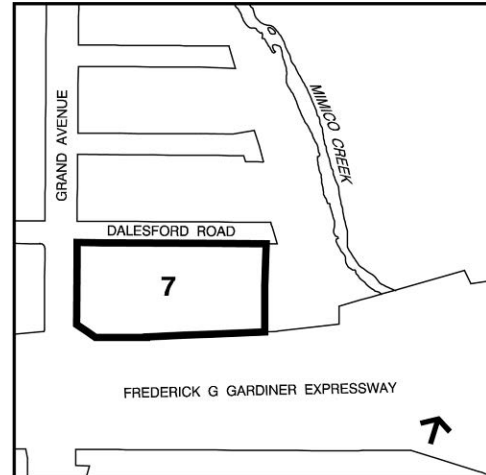 GRAND AVENUE
MIMICO CREEK
DALESFORD ROAD
7
FREDERICK G GARDINER EXPRESSWAY